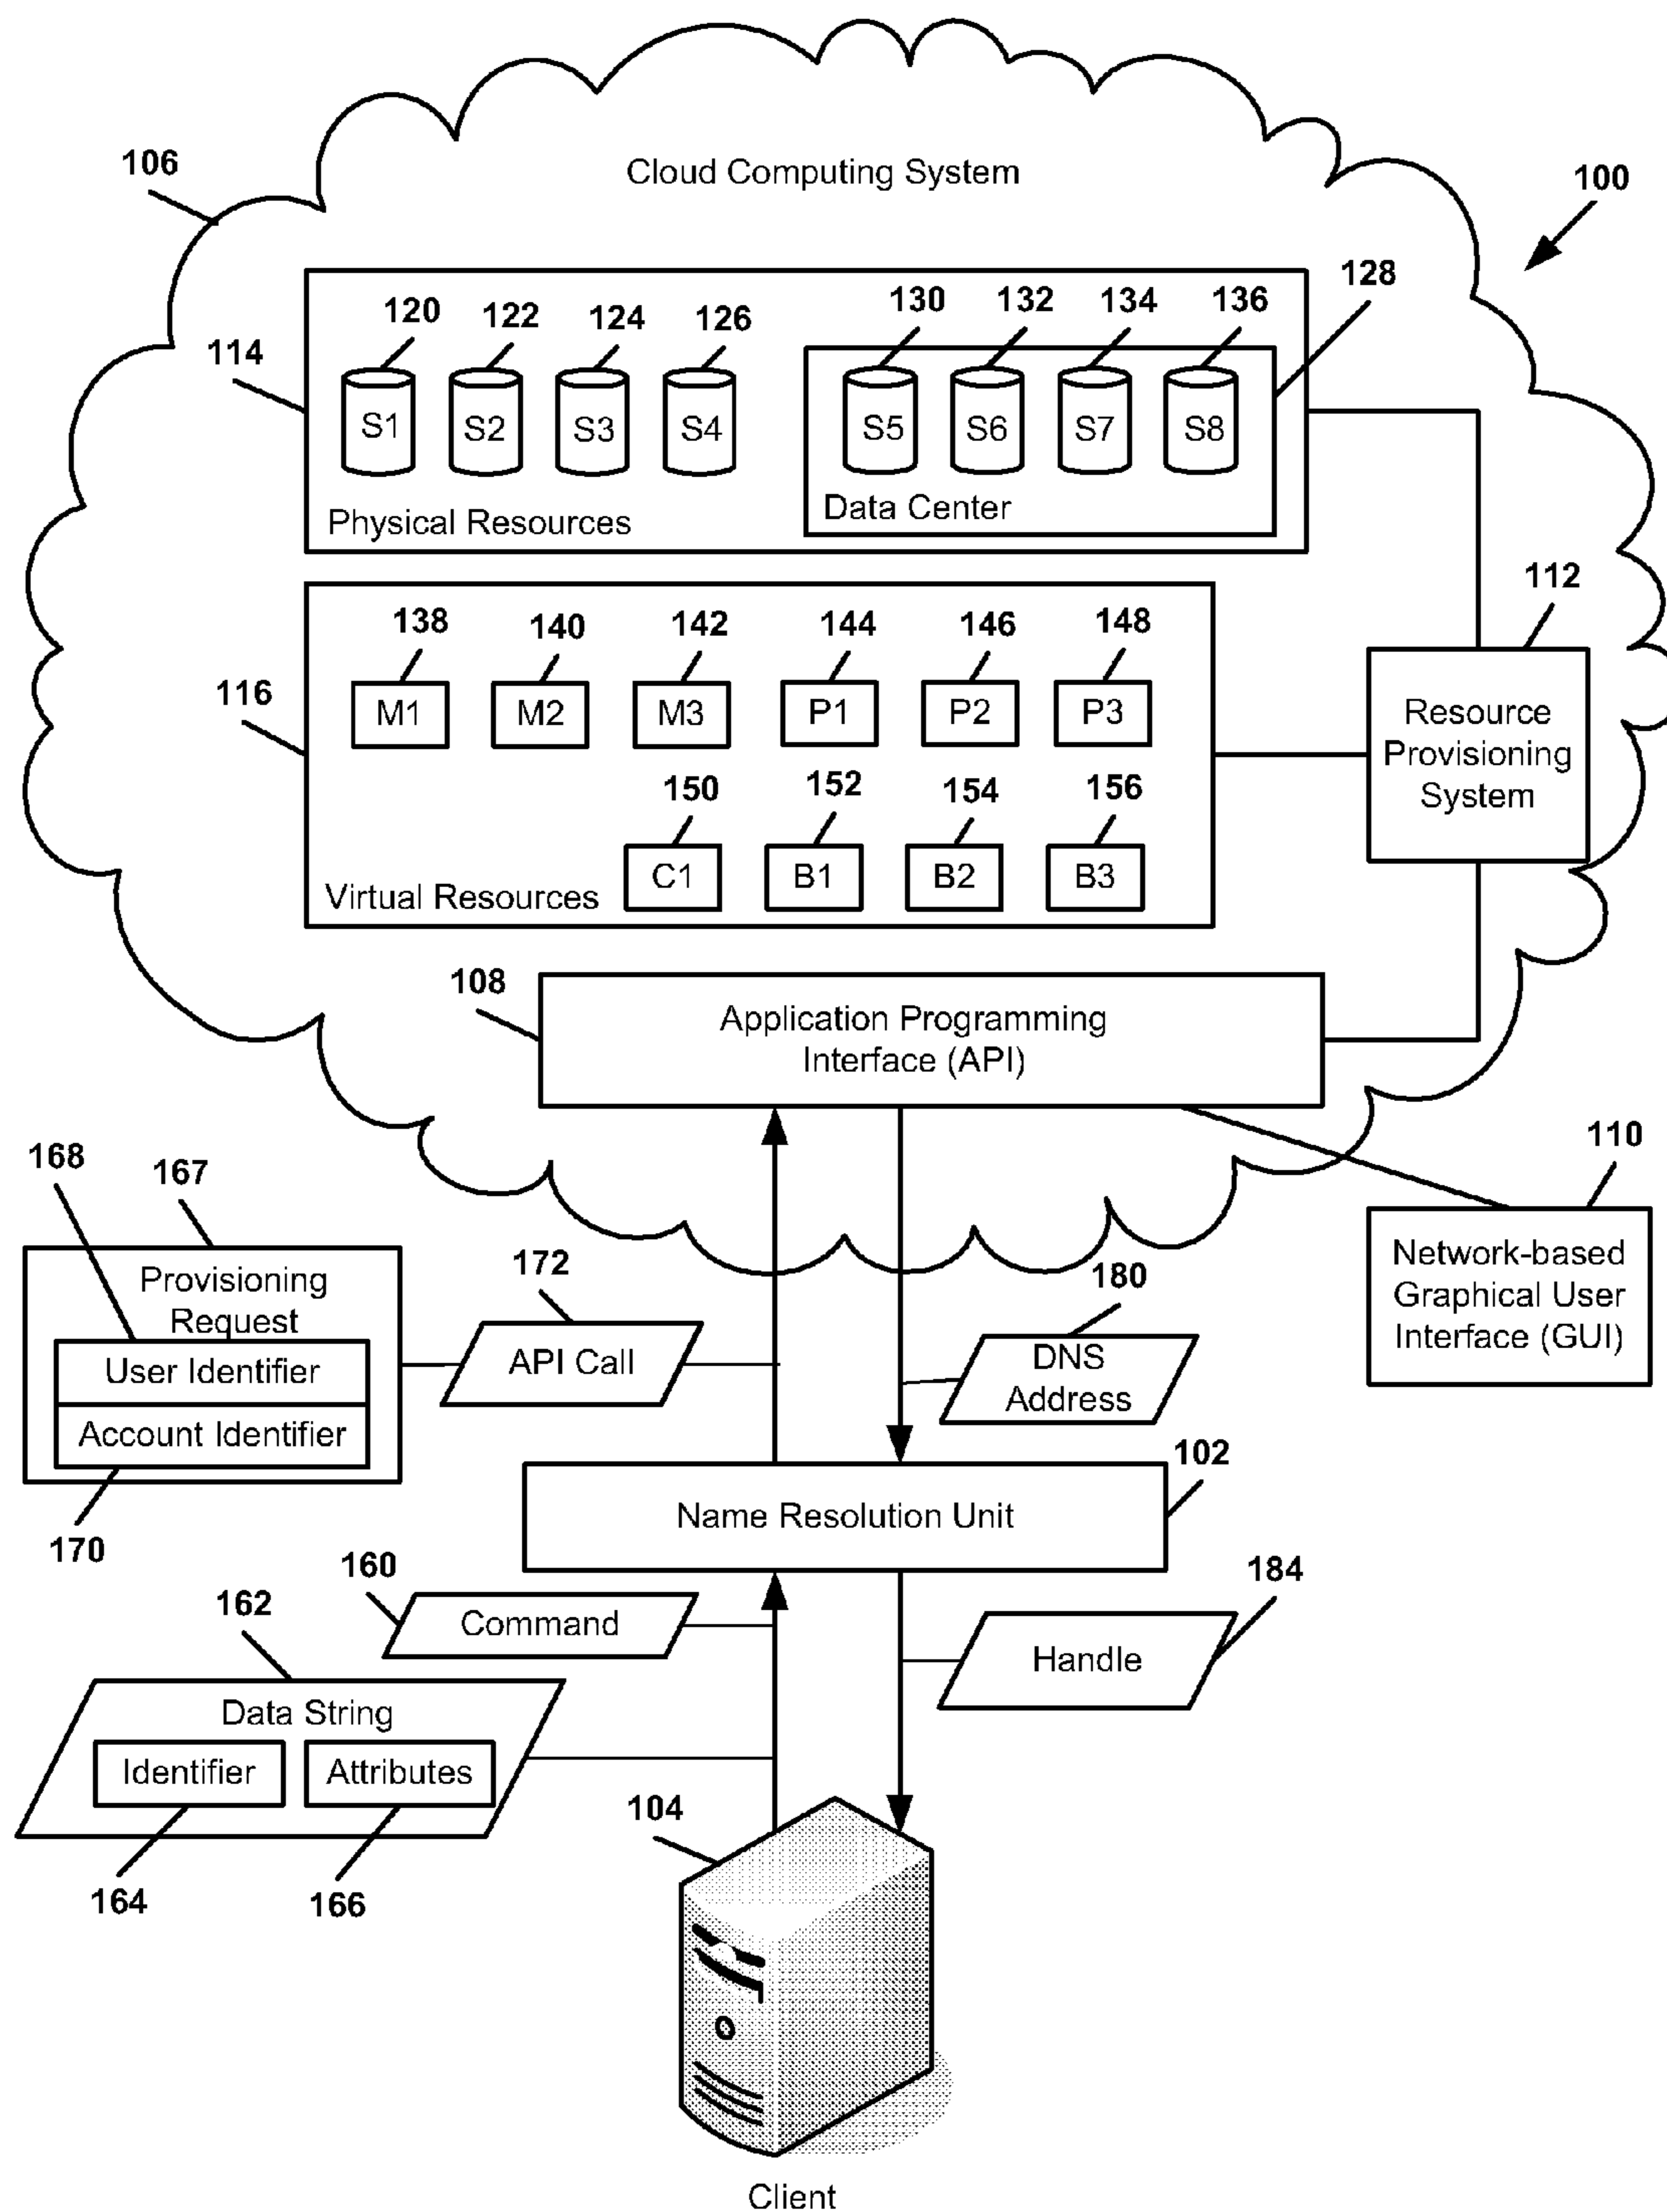 Cloud Computing System
106
100
128
120
122
124
126
130
132
134
136
114
S1
S2
S3
S4
S5
S6
S7
S8
Physical Resources
Data Center
112
138
140
142
144
146
148
116
M1
M2
M3
P1
P2
P3
Resource
Provisioning
System
150
152
154
156
C1
B1
B2
B3
Virtual Resources
108
Application Programming
Interface (API)
110
168
167
Network-based
Graphical User
Interface (GUI)
Provisioning
Request
172
180
User Identifier
API Call
DNS
Address
Account Identifier
102
170
Name Resolution Unit
160
184
162
Command
Handle
Data String
Identifier
Attributes
104
164
166
Client